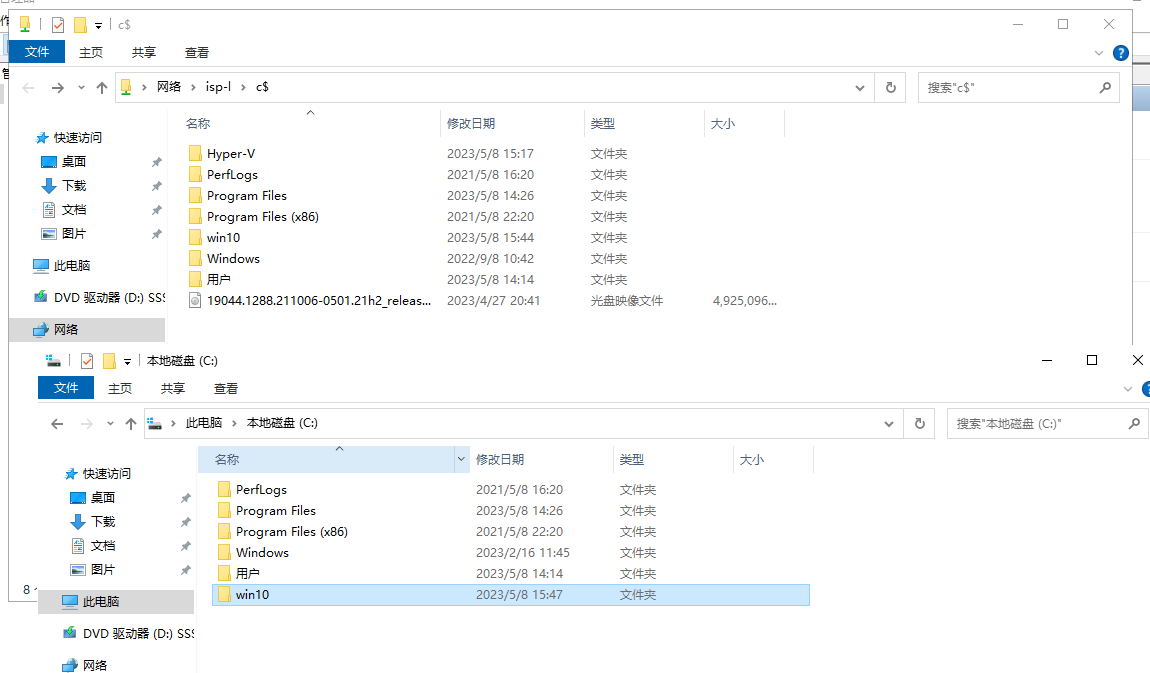 c$
文件 主页 共享 查看
网络 isp-l c$ 搜索"c$"
名称 修改日期 类型 大小
快速访问
桌面
下载
文档
图片
此电脑
DVD 驱动器 (D:) SS
网络
Hyper-V 2023/5/8 15:17 文件夹
PerfLogs 2021/5/8 16:20 文件夹
Program Files 2023/5/8 14:26 文件夹
Program Files (x86) 2021/5/8 22:20 文件夹
win10 2023/5/8 15:44 文件夹
Windows 2022/9/8 10:42 文件夹
用户 2023/5/8 14:14 文件夹
19044.1288.211006-0501.21h2_releas... 2023/4/27 20:41 光盘映像文件 4,925,096...
8
本地磁盘 (C:)
文件 主页 共享 查看
此电脑 本地磁盘 (C:) 搜索"本地磁盘 (C:)"
名称 修改日期 类型 大小
快速访问
桌面
下载
文档
图片
此电脑
DVD 驱动器 (D:) SS
网络
PerfLogs 2021/5/8 16:20 文件夹
Program Files 2023/5/8 14:26 文件夹
Program Files (x86) 2021/5/8 22:20 文件夹
Windows 2023/2/16 11:45 文件夹
用户 2023/5/8 14:14 文件夹
win10 2023/5/8 15:47 文件夹